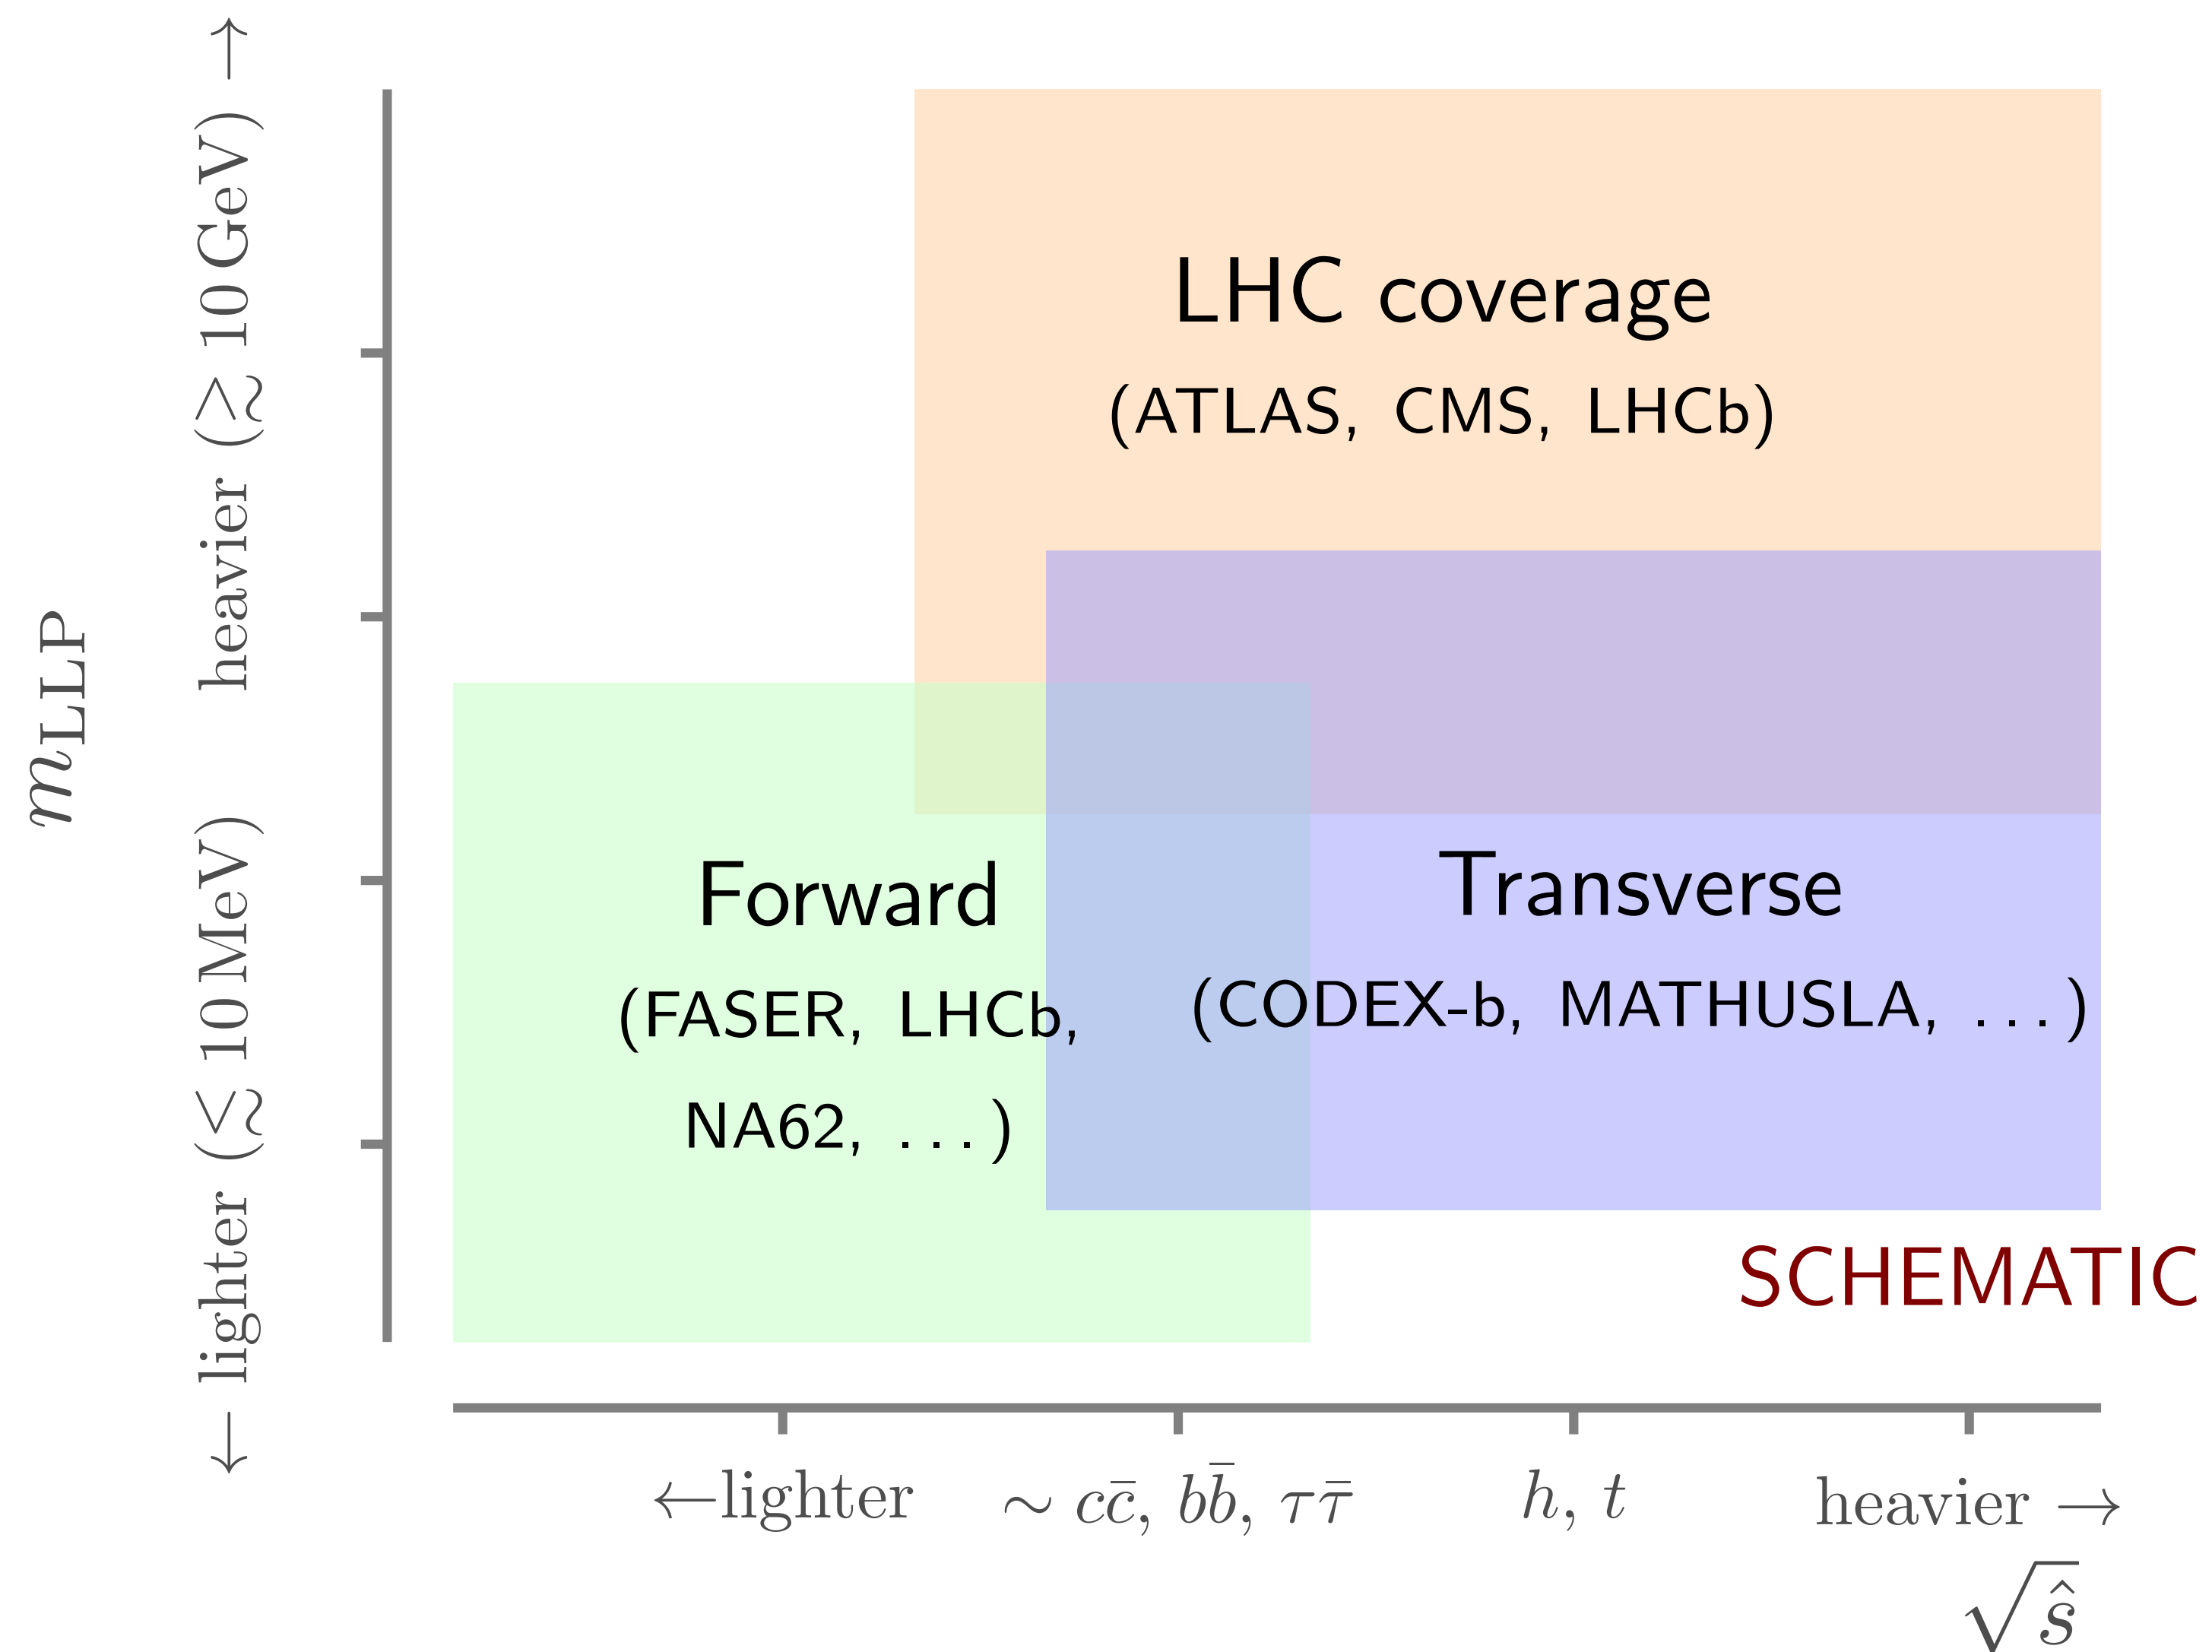 LHC coverage
(ATLAS, CMS, LHCb)
Forward
(FASER, LHCb,
NA62, ...)
Transverse
(CODEX-b, MATHUSLA, ...)
SCHEMATIC
m_LLP
← lighter (≲ 10 MeV) heavier (≳ 10 GeV) →
←lighter ∼ cc̅, bb̅, ττ̅ h, t heavier →
√ŝ